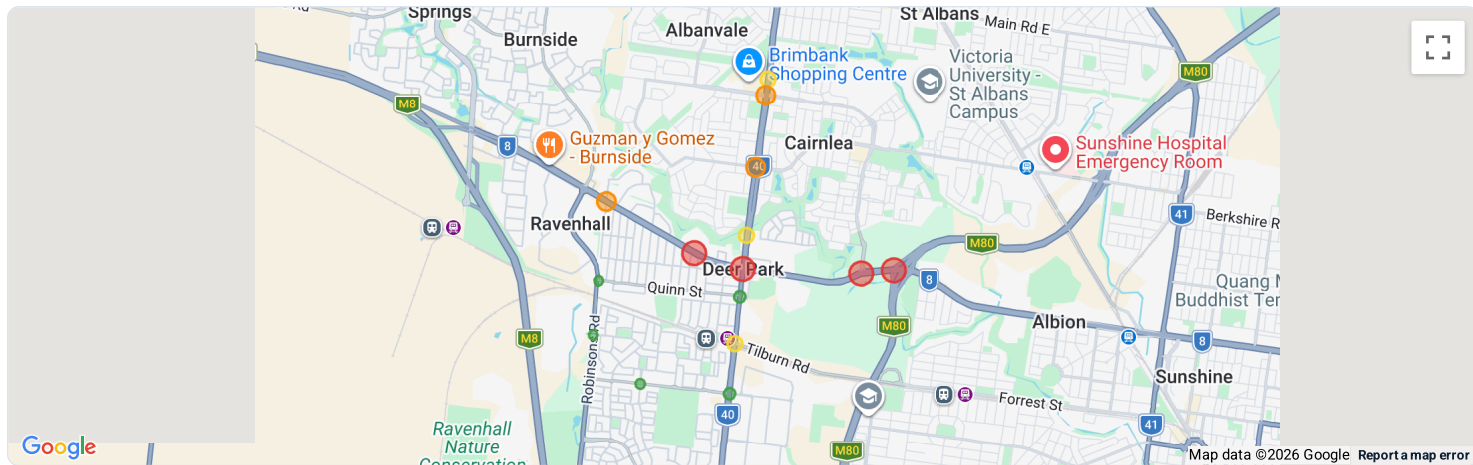 Rd
Springs
St Albans
Main Rd E
Albanvale
Burnside
Brimbank
Shopping Centre
Victoria
University -
St Albans
Campus
M80
M8
8
Guzman y Gomez
- Burnside
Cairnlea
Sunshine Hospital
Emergency Room
40
41
Berkshire R
Ravenhall
M80
Deer Park
8
Quinn St
Quang M
Buddhist Ter
Robinsons Rd
M8
M80
Albion
8
Tilburn Rd
Sunshine
Forrest St
40
41
Ravenhall
Nature
Conservation
M80
Google
Map data ©2026 Google
Report a map error